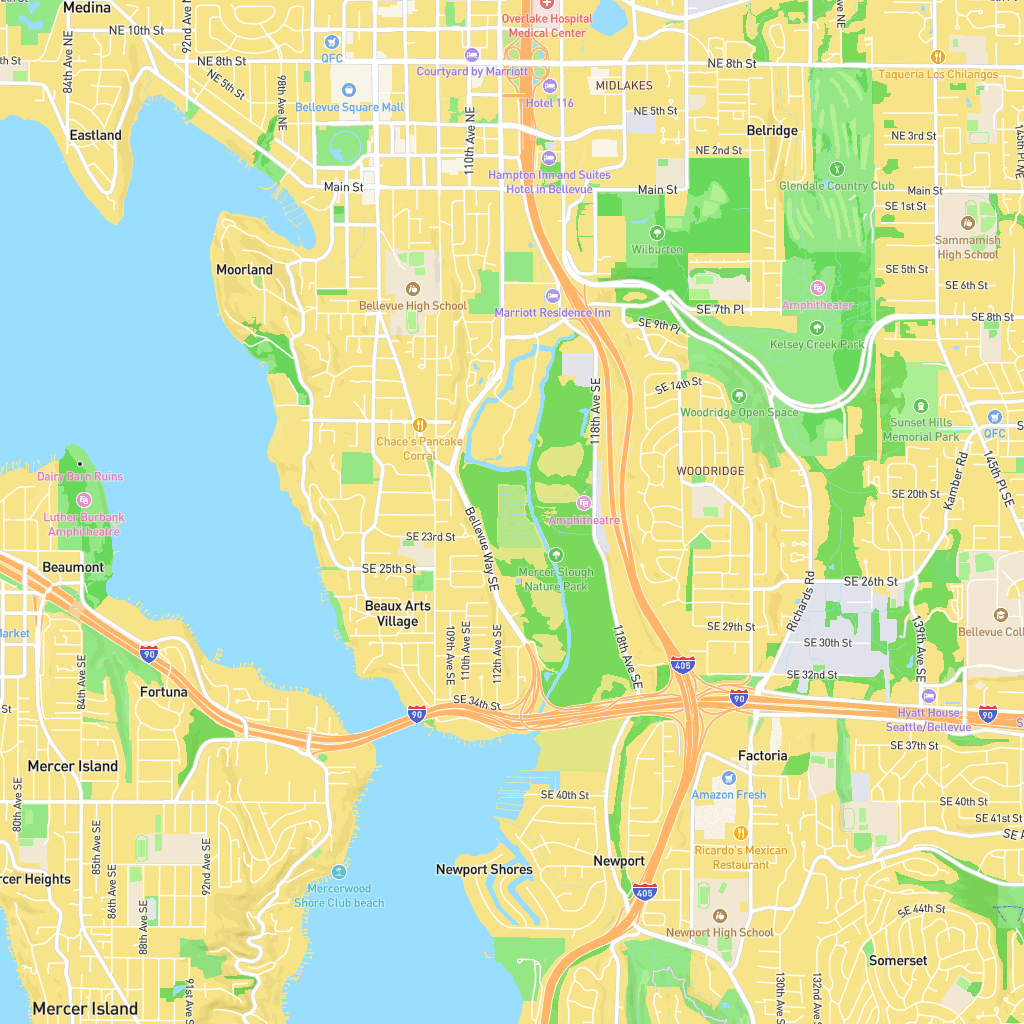 Medina
NE 10th St
84th Ave NE
92nd Ave N
NE 8th St
NE 5th St
98th Ave NE
QFC
Courtyard by Marriott
Overlake Hospital
Medical Center
Hotel 116
MIDLAKES
NE 8th St
Taqueria Los Chilangos
Bellevue Square Mall
110th Ave NE
NE 5th St
Eastland
Belridge
NE 3rd St
145th Pl NE
NE 2nd St
Hampton Inn and Suites
Hotel in Bellevue
Main St
Main St
Main St
Glendale Country Club
SE 1st St
Wilburton
Sammamish
High School
Moorland
SE 5th St
SE 6th St
Bellevue High School
Marriott Residence Inn
Amphitheater
SE 7th Pl
SE 8th St
SE 9th Pl
Kelsey Creek Park
SE 14th St
118th Ave SE
Woodridge Open Space
Sunset Hills
Memorial Park
QFC
Chace's Pancake
Corral
Dairy Barn Ruins
Luther Burbank
Amphitheatre
WOODRIDGE
Kamber Rd
145th Pl SE
SE 20th St
Amphitheatre
Bellevue Way SE
SE 23rd St
SE 25th St
Mercer Slough
Nature Park
Beaumont
SE 26th St
Richards Rd
Beaux Arts
Village
109th Ave SE
110th Ave SE
112th Ave SE
118th Ave SE
SE 29th St
SE 30th St
139th Ave SE
Bellevue Coll
Market
90
84th Ave SE
405
SE 32nd St
Fortuna
SE 34th St
90
90
Hyatt House
Seattle/Bellevue
90
SE 37th St
Mercer Island
Factoria
80th Ave SE
SE 40th St
Amazon Fresh
SE 40th St
SE 41st St
85th Ave SE
92nd Ave SE
Ricardo's Mexican
Restaurant
cer Heights
86th Ave SE
Mercerwood
Shore Club beach
Newport Shores
Newport
405
88th Ave SE
SE 44th St
Newport High School
Somerset
91st Ave S
130th Ave SE
132nd Ave SE
Mercer Island